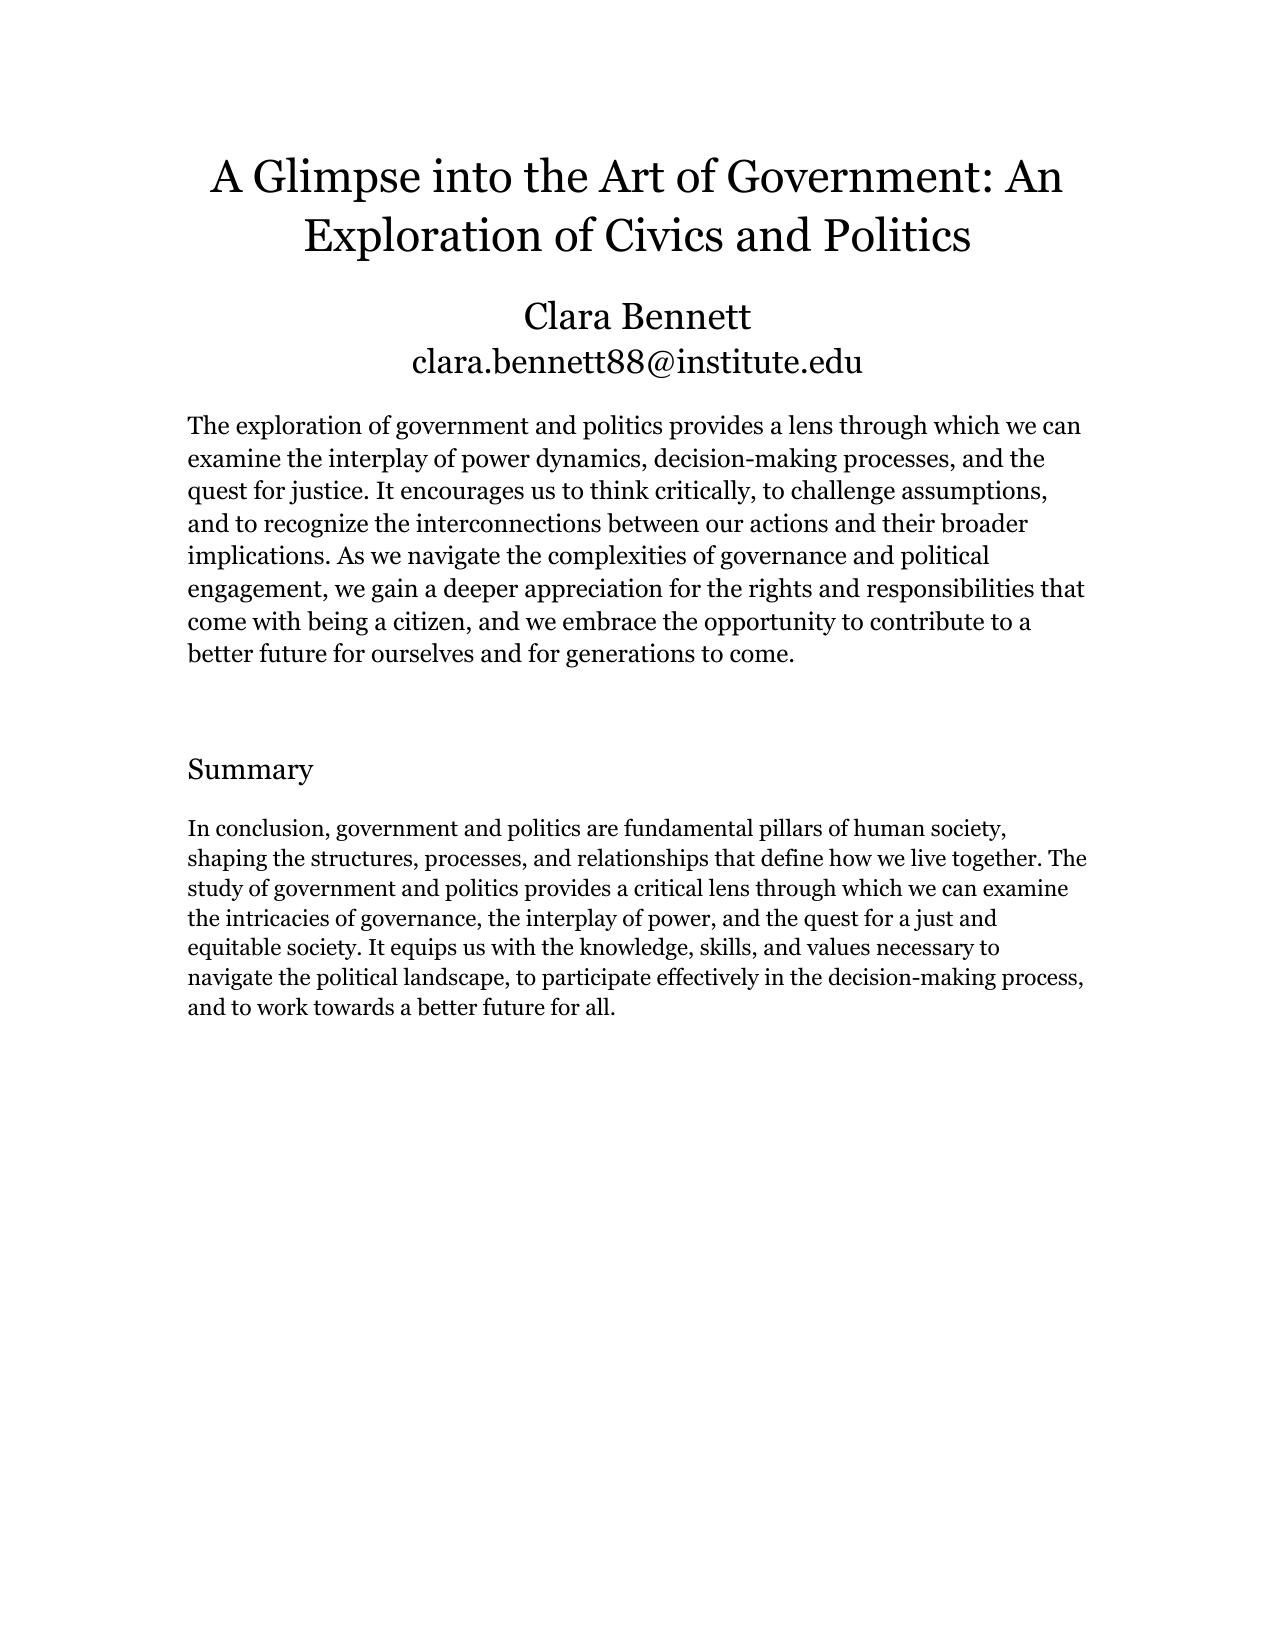 A Glimpse into the Art of Government: An
Exploration of Civics and Politics
Clara Bennett
clara.bennett88@institute.edu
The exploration of government and politics provides a lens through which we can
examine the interplay of power dynamics, decision-making processes, and the
quest for justice. It encourages us to think critically, to challenge assumptions,
and to recognize the interconnections between our actions and their broader
implications. As we navigate the complexities of governance and political
engagement, we gain a deeper appreciation for the rights and responsibilities that
come with being a citizen, and we embrace the opportunity to contribute to a
better future for ourselves and for generations to come.
Summary
In conclusion, government and politics are fundamental pillars of human society,
shaping the structures, processes, and relationships that define how we live together. The
study of government and politics provides a critical lens through which we can examine
the intricacies of governance, the interplay of power, and the quest for a just and
equitable society. It equips us with the knowledge, skills, and values necessary to
navigate the political landscape, to participate effectively in the decision-making process,
and to work towards a better future for all.